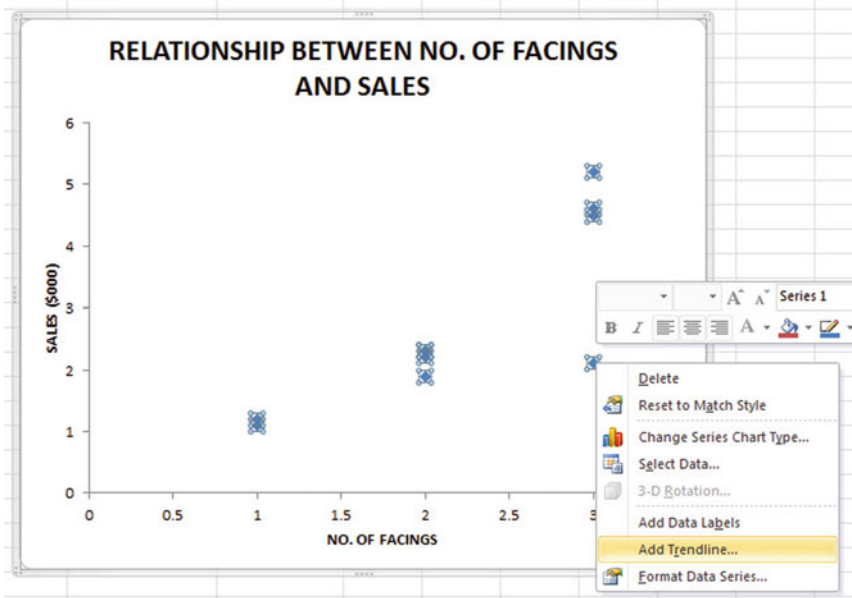 RELATIONSHIP BETWEEN NO. OF FACINGS
AND SALES
6
5
4
3
2
1
0
SALES ($000)
0 0.5 1 1.5 2 2.5 3
NO. OF FACINGS
A A Series 1
B I A
Delete
Reset to Match Style
Change Series Chart Type...
Select Data...
3-D Rotation...
Add Data Labels
Add Trendline...
Format Data Series...